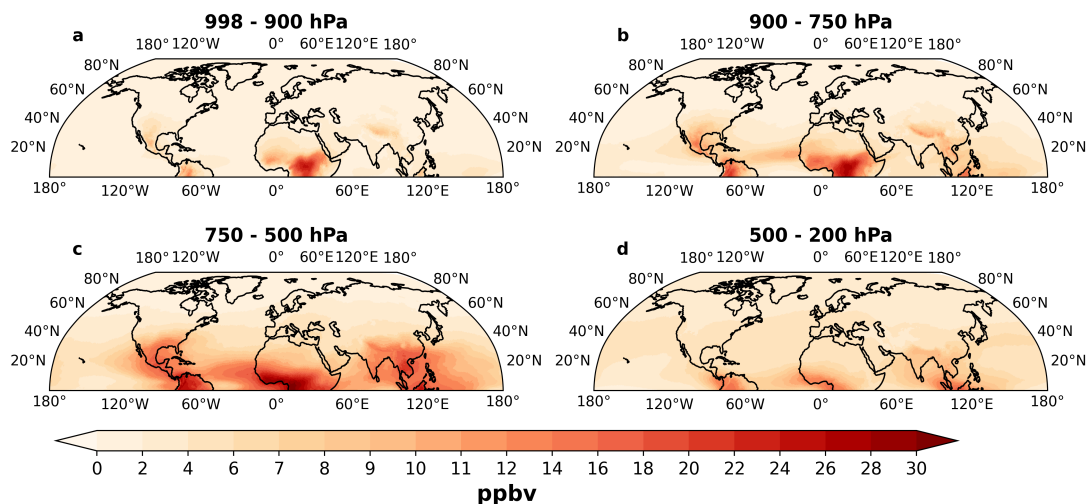 998 - 900 hPa
900 - 750 hPa
a
b
180° 120°W 0° 60°E 120°E 180°
180° 120°W 0° 60°E 120°E 180°
80°N 80°N 80°N 80°N
60°N 60°N 60°N 60°N
40°N 40°N 40°N 40°N
20°N 20°N 20°N 20°N
180° 120°W 60°W 0° 60°E 120°E 180°
180° 120°W 60°W 0° 60°E 120°E 180°
750 - 500 hPa
500 - 200 hPa
c
d
180° 120°W 0° 60°E 120°E 180°
180° 120°W 0° 60°E 120°E 180°
80°N 80°N 80°N 80°N
60°N 60°N 60°N 60°N
40°N 40°N 40°N 40°N
20°N 20°N 20°N 20°N
180° 120°W 60°W 0° 60°E 120°E 180°
180° 120°W 60°W 0° 60°E 120°E 180°
0 2 4 6 7 8 9 10 11 12 14 16 18 20 22 24 26 28 30
ppbv